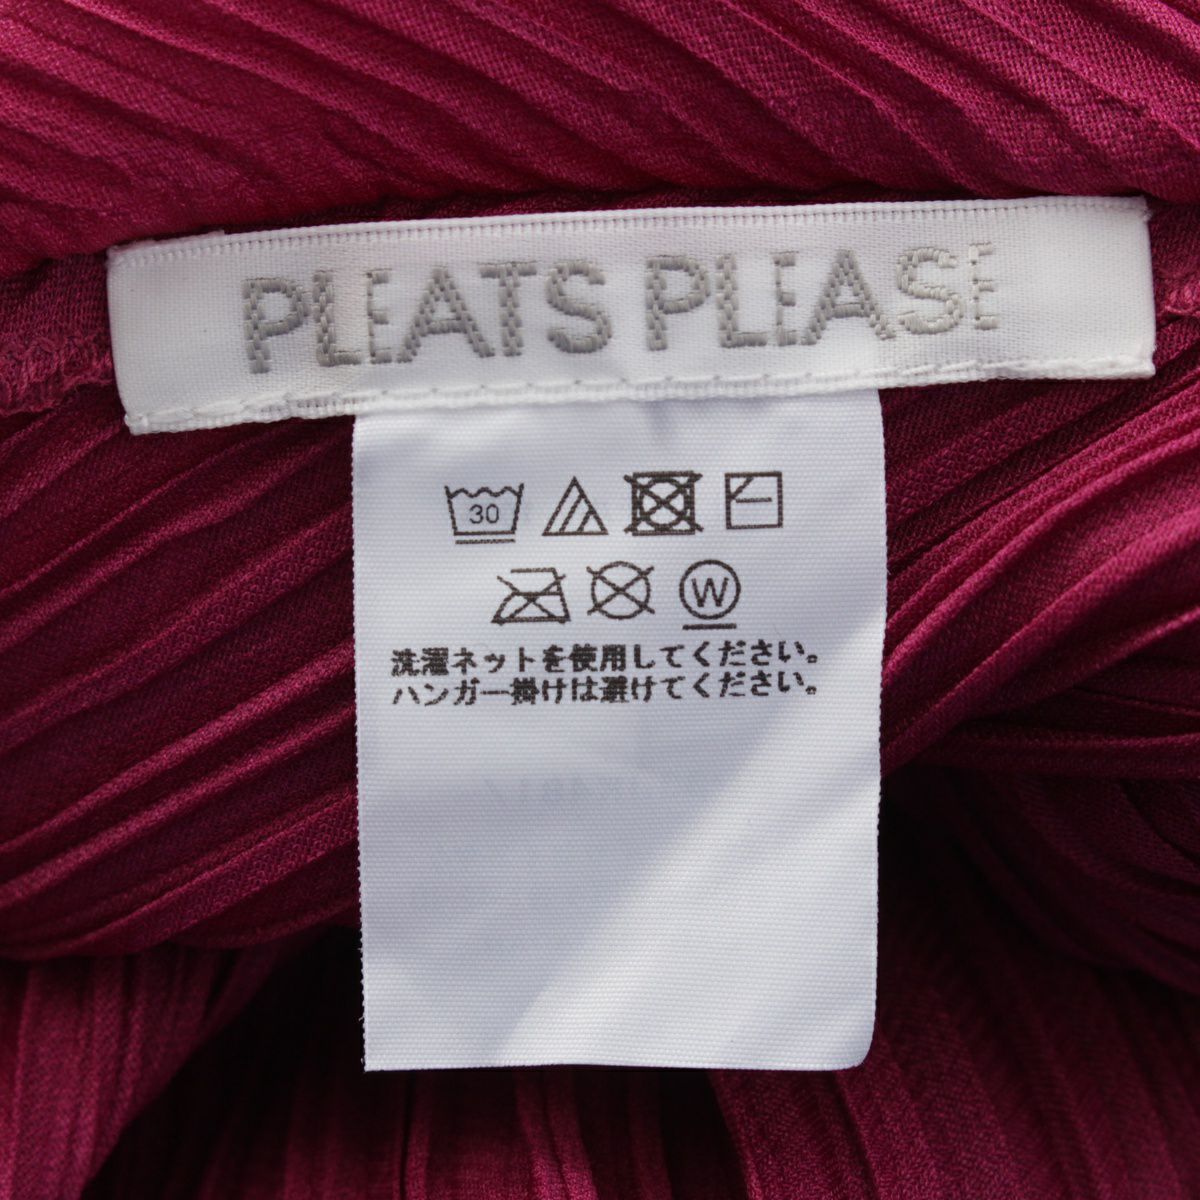 PLEATS PLEASE
30
W
洗濯ネットを使用してください。
ハンガー掛けは避けてください。